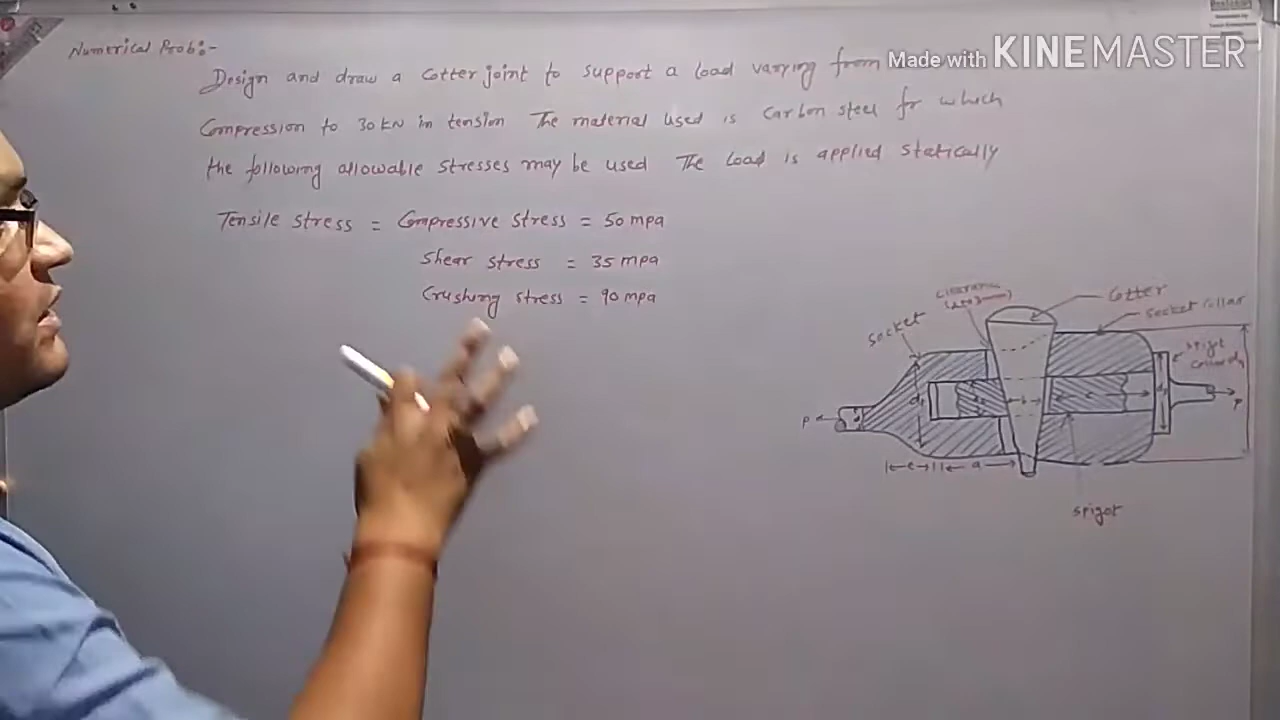 Numerical Prob:-
Design and draw a cotter joint to support a load varying from
Compression to 30 kN in tension The material used is carbon steel for which
the following allowable stresses may be used The load is applied statically
Tensile stress = Compressive stress = 50 mpa
Shear stress = 35 mpa
Crushing stress = 90 mpa
Made with KINEMASTER
clearance
Cotter
socket collar
socket
spigot
P
b
P
e
a
spigot